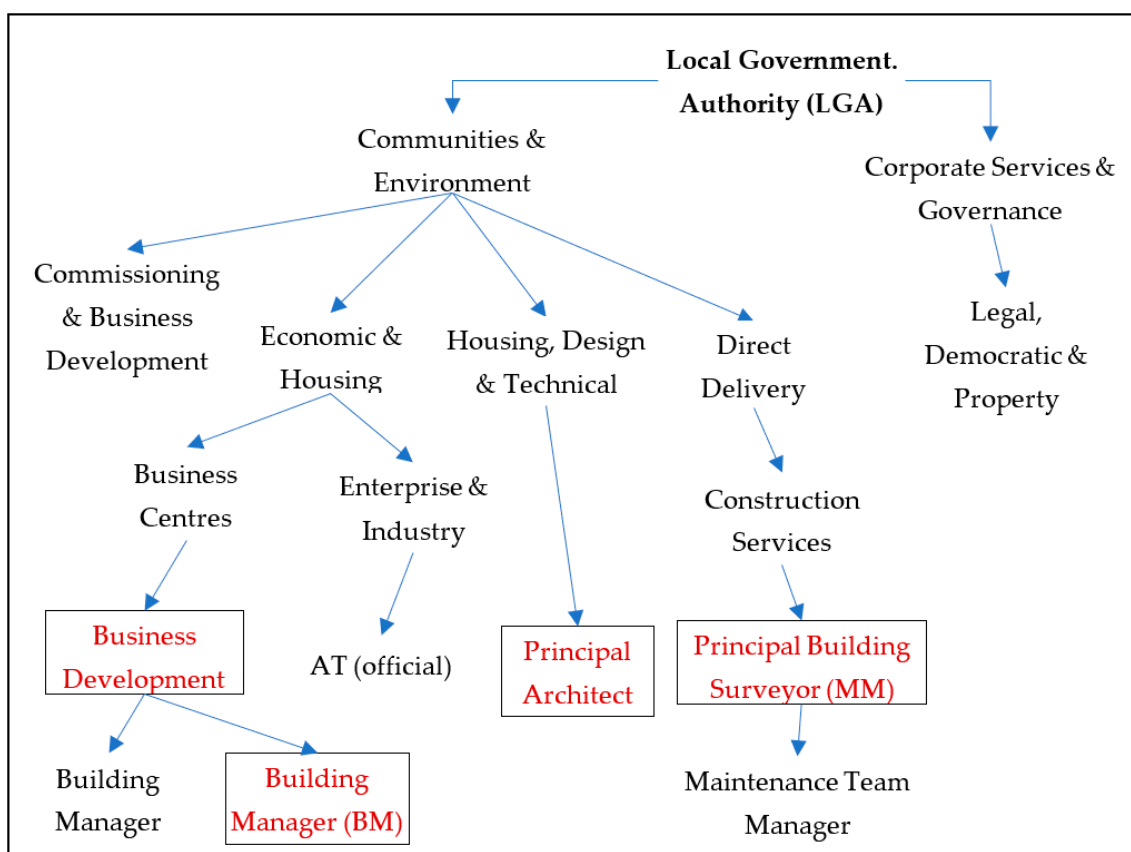 Local Government.
Authority (LGA)
Communities &
Environment
Corporate Services &
Governance
Commissioning
& Business
Development
Economic &
Housing
Housing, Design
& Technical
Direct
Delivery
Legal,
Democratic &
Property
Business
Centres
Enterprise &
Industry
Construction
Services
Business
Development
AT (official)
Principal
Architect
Principal Building
Surveyor (MM)
Building
Manager
Building
Manager (BM)
Maintenance Team
Manager